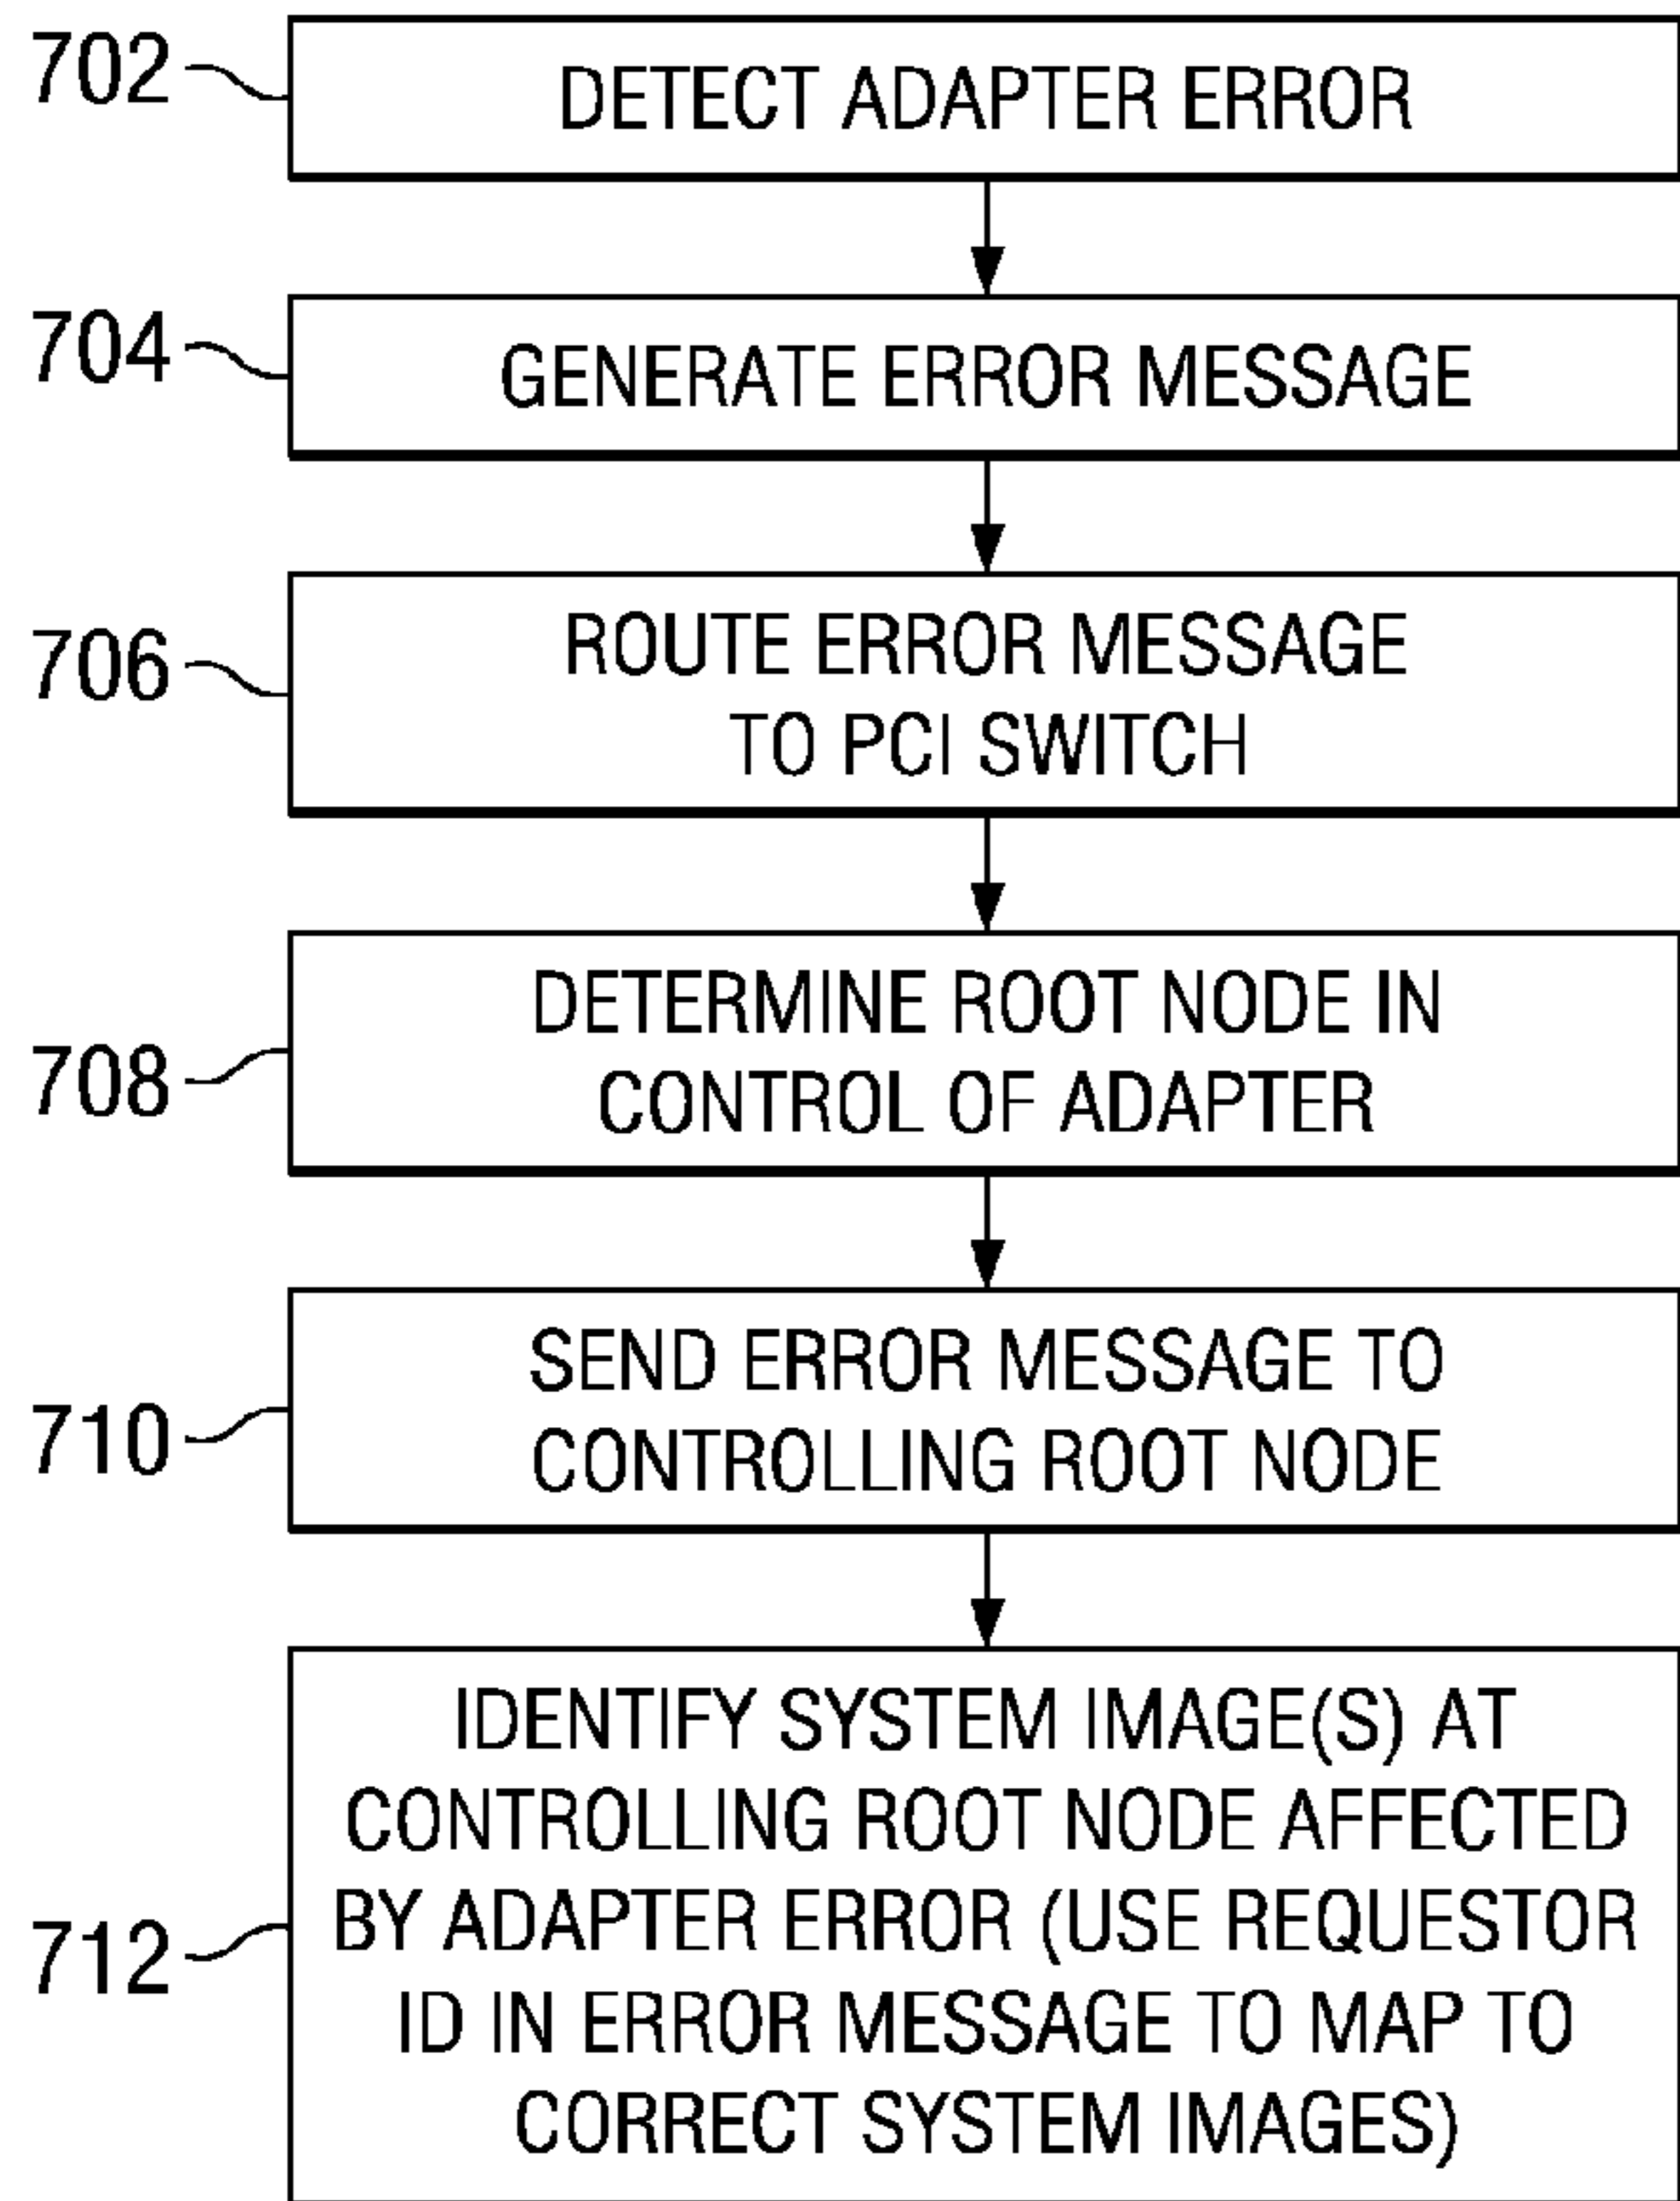 702
DETECT ADAPTER ERROR
704
GENERATE ERROR MESSAGE
706
ROUTE ERROR MESSAGE
TO PCI SWITCH
708
DETERMINE ROOT NODE IN
CONTROL OF ADAPTER
710
SEND ERROR MESSAGE TO
CONTROLLING ROOT NODE
712
IDENTIFY SYSTEM IMAGE(S) AT
CONTROLLING ROOT NODE AFFECTED
BY ADAPTER ERROR (USE REQUESTOR
ID IN ERROR MESSAGE TO MAP TO
CORRECT SYSTEM IMAGES)